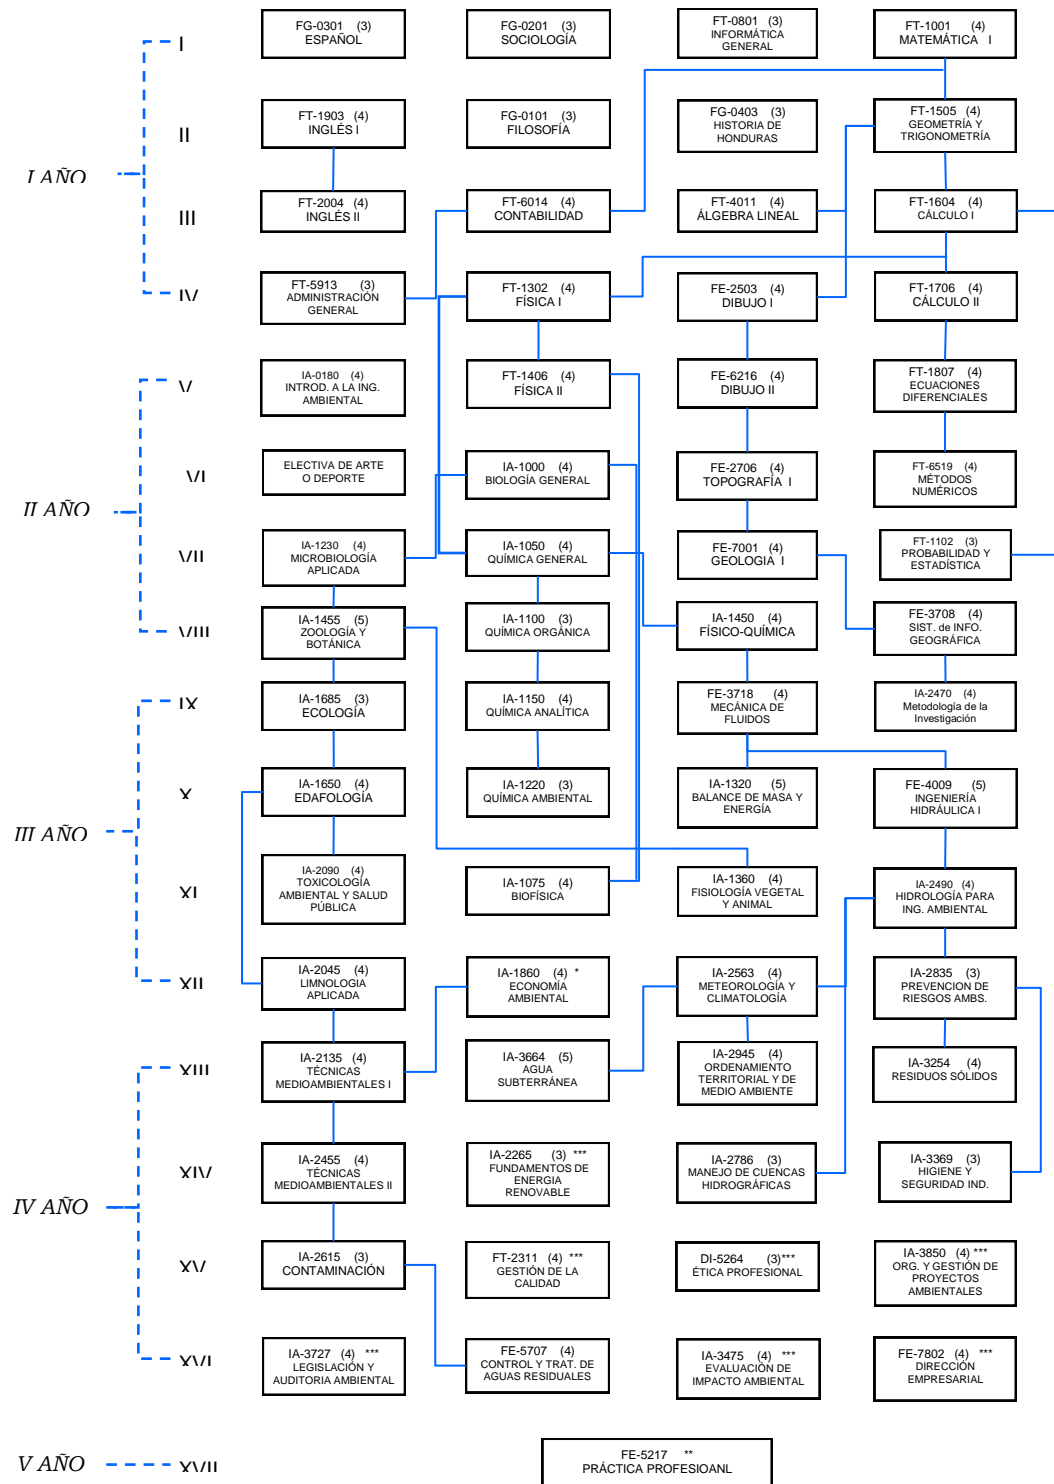 I
FG-0301 (3)
ESPAÑOL
FG-0201 (3)
SOCIOLOGÍA
FT-0801 (3)
INFORMÁTICA
GENERAL
FT-1001 (4)
MATEMÁTICA I
II
FT-1903 (4)
INGLÉS I
FG-0101 (3)
FILOSOFÍA
FG-0403 (3)
HISTORIA DE
HONDURAS
FT-1505 (4)
GEOMETRÍA Y
TRIGONOMETRÍA
I AÑO
III
FT-2004 (4)
INGLÉS II
FT-6014 (4)
CONTABILIDAD
FT-4011 (4)
ÁLGEBRA LINEAL
FT-1604 (4)
CÁLCULO I
IV
FT-5913 (3)
ADMINISTRACIÓN
GENERAL
FT-1302 (4)
FÍSICA I
FE-2503 (4)
DIBUJO I
FT-1706 (4)
CÁLCULO II
V
IA-0180 (4)
INTROD. A LA ING.
AMBIENTAL
FT-1406 (4)
FÍSICA II
FE-6216 (4)
DIBUJO II
FT-1807 (4)
ECUACIONES
DIFERENCIALES
VI
ELECTIVA DE ARTE
O DEPORTE
IA-1000 (4)
BIOLOGÍA GENERAL
FE-2706 (4)
TOPOGRAFÍA I
FT-6519 (4)
MÉTODOS
NUMÉRICOS
II AÑO
VII
IA-1230 (4)
MICROBIOLOGÍA
APLICADA
IA-1050 (4)
QUÍMICA GENERAL
FE-7001 (4)
GEOLOGIA I
FT-1102 (3)
PROBABILIDAD Y
ESTADÍSTICA
VIII
IA-1455 (5)
ZOOLOGÍA Y
BOTÁNICA
IA-1100 (3)
QUÍMICA ORGÁNICA
IA-1450 (4)
FÍSICO-QUÍMICA
FE-3708 (4)
SIST. de INFO.
GEOGRÁFICA
IX
IA-1685 (3)
ECOLOGÍA
IA-1150 (4)
QUÍMICA ANALÍTICA
FE-3718 (4)
MECÁNICA DE
FLUIDOS
IA-2470 (4)
Metodología de la
Investigación
X
IA-1650 (4)
EDAFOLOGÍA
IA-1220 (3)
QUÍMICA AMBIENTAL
IA-1320 (5)
BALANCE DE MASA Y
ENERGÍA
FE-4009 (5)
INGENIERÍA
HIDRÁULICA I
III AÑO
XI
IA-2090 (4)
TOXICOLOGÍA
AMBIENTAL Y SALUD
PÚBLICA
IA-1075 (4)
BIOFÍSICA
IA-1360 (4)
FISIOLOGÍA VEGETAL
Y ANIMAL
IA-2490 (4)
HIDROLOGÍA PARA
ING. AMBIENTAL
XII
IA-2045 (4)
LIMNOLOGIA
APLICADA
IA-1860 (4) *
ECONOMÍA
AMBIENTAL
IA-2563 (4)
METEOROLOGÍA Y
CLIMATOLOGÍA
IA-2835 (3)
PREVENCION DE
RIESGOS AMBS.
XIII
IA-2135 (4)
TÉCNICAS
MEDIOAMBIENTALES I
IA-3664 (5)
AGUA
SUBTERRÁNEA
IA-2945 (4)
ORDENAMIENTO
TERRITORIAL Y DE
MEDIO AMBIENTE
IA-3254 (4)
RESIDUOS SÓLIDOS
XIV
IA-2455 (4)
TÉCNICAS
MEDIOAMBIENTALES II
IA-2265 (3) ***
FUNDAMENTOS DE
ENERGIA
RENOVABLE
IA-2786 (3)
MANEJO DE CUENCAS
HIDROGRÁFICAS
IA-3369 (3)
HIGIENE Y
SEGURIDAD IND.
IV AÑO
XV
IA-2615 (3)
CONTAMINACIÓN
FT-2311 (4) ***
GESTIÓN DE LA
CALIDAD
DI-5264 (3)***
ÉTICA PROFESIONAL
IA-3850 (4) ***
ORG. Y GESTIÓN DE
PROYECTOS
AMBIENTALES
XVI
IA-3727 (4) ***
LEGISLACIÓN Y
AUDITORIA AMBIENTAL
FE-5707 (4)
CONTROL Y TRAT. DE
AGUAS RESIDUALES
IA-3475 (4) ***
EVALUACIÓN DE
IMPACTO AMBIENTAL
FE-7802 (4) ***
DIRECCIÓN
EMPRESARIAL
V AÑO
XVII
FE-5217 **
PRÁCTICA PROFESIOANL